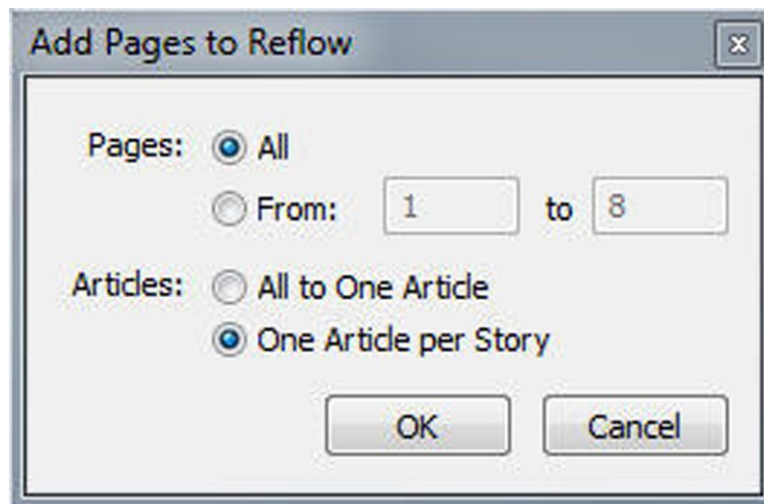 Add Pages to Reflow
Pages: All
From: 1 to 8
Articles: All to One Article
One Article per Story
OK Cancel